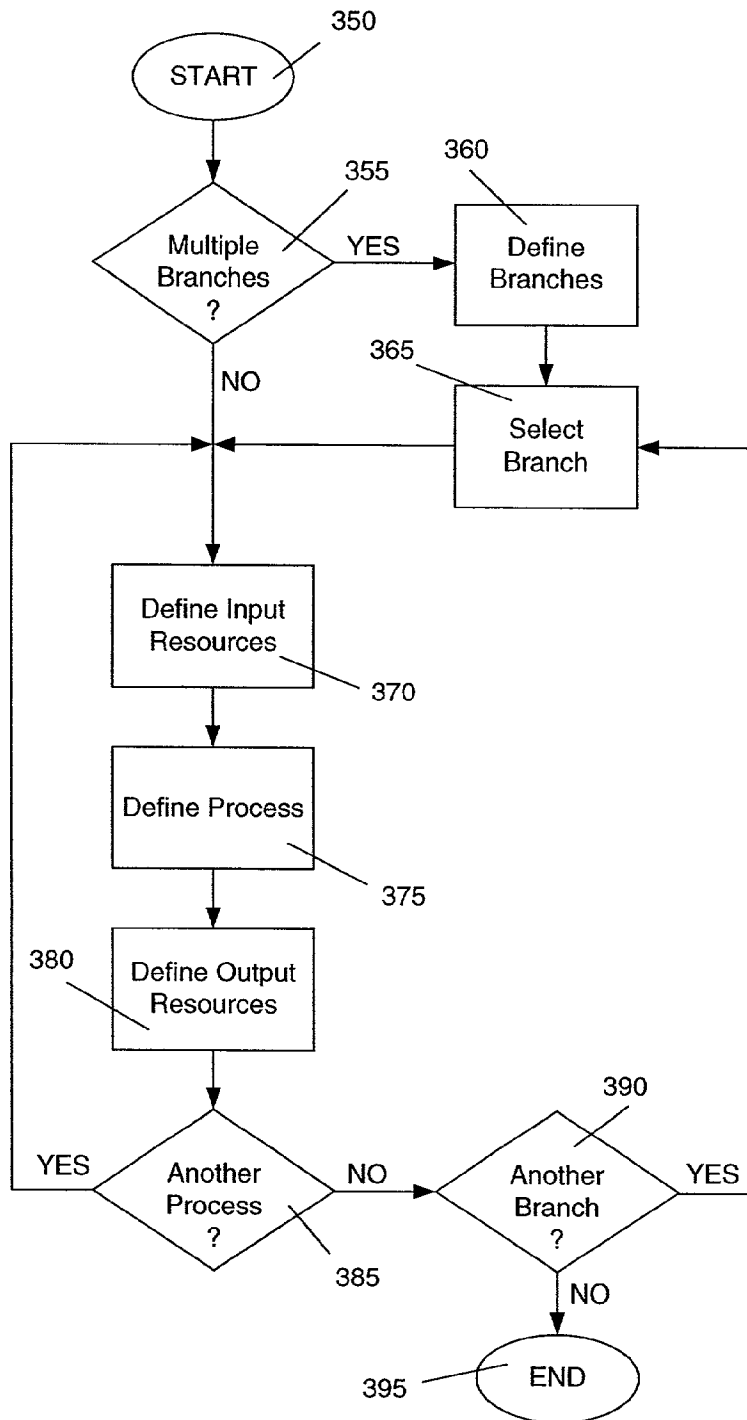 350
START
355
Multiple
Branches
?
YES
NO
360
Define
Branches
365
Select
Branch
Define Input
Resources
370
Define Process
375
380
Define Output
Resources
YES
Another
Process
?
385
NO
390
Another
Branch
?
YES
NO
395
END